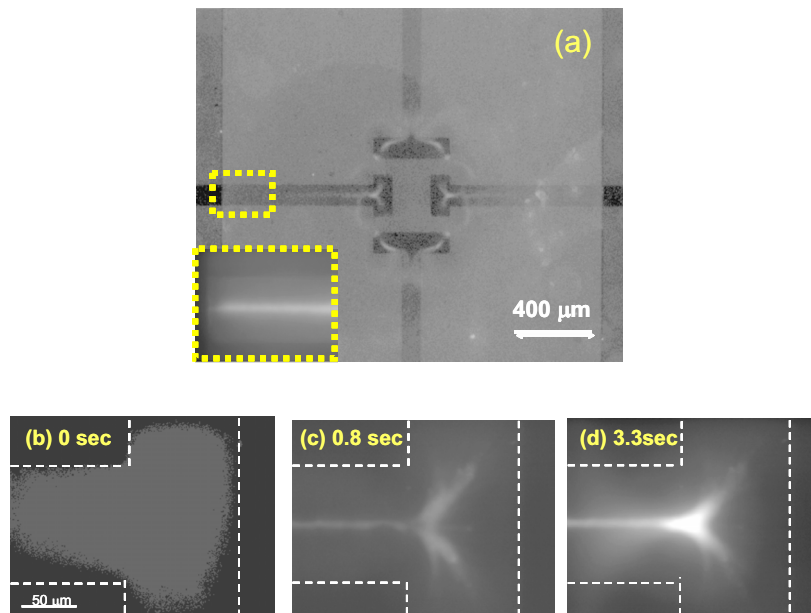 (a)
400 μm
(b) 0 sec
(c) 0.8 sec
(d) 3.3sec
50 μm